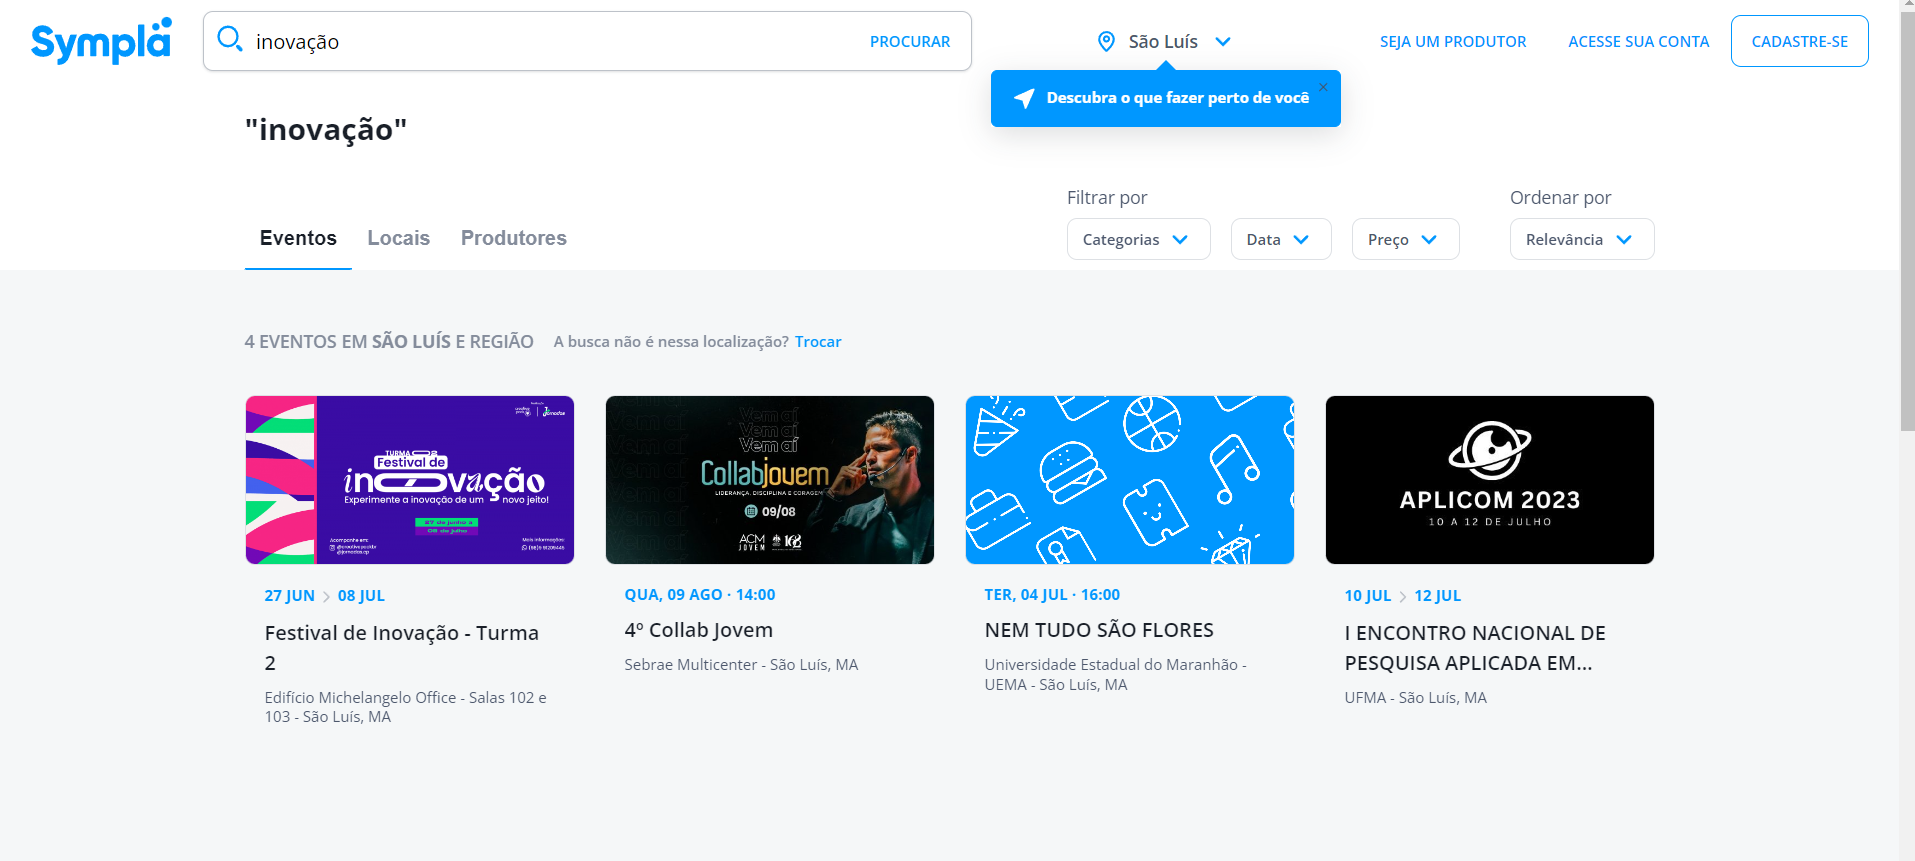 Sympla
inovação
PROCURAR
São Luís
SEJA UM PRODUTOR
ACESSE SUA CONTA
CADASTRE-SE
Descubra o que fazer perto de você
"inovação"
Filtrar por
Ordenar por
Eventos
Locais
Produtores
Categorias
Data
Preço
Relevância
4 EVENTOS EM SÃO LUÍS E REGIÃO
A busca não é nessa localização? Trocar
TURMA 02
Festival de
inovação
Experimente a inovação de um novo jeito!
27 de junho a
08 de julho
Acompanhe em:
Mais informações:
Vem aí
Vem aí
Vem aí
Collabjovem
LIDERANÇA, DISCIPLINA E CORAGEM
09/08
ACM
JOVEM
APLICOM 2023
10 A 12 DE JULHO
27 JUN > 08 JUL
Festival de Inovação - Turma
2
Edifício Michelangelo Office - Salas 102 e
103 - São Luís, MA
QUA, 09 AGO · 14:00
4º Collab Jovem
Sebrae Multicenter - São Luís, MA
TER, 04 JUL · 16:00
NEM TUDO SÃO FLORES
Universidade Estadual do Maranhão -
UEMA - São Luís, MA
10 JUL > 12 JUL
I ENCONTRO NACIONAL DE
PESQUISA APLICADA EM...
UFMA - São Luís, MA